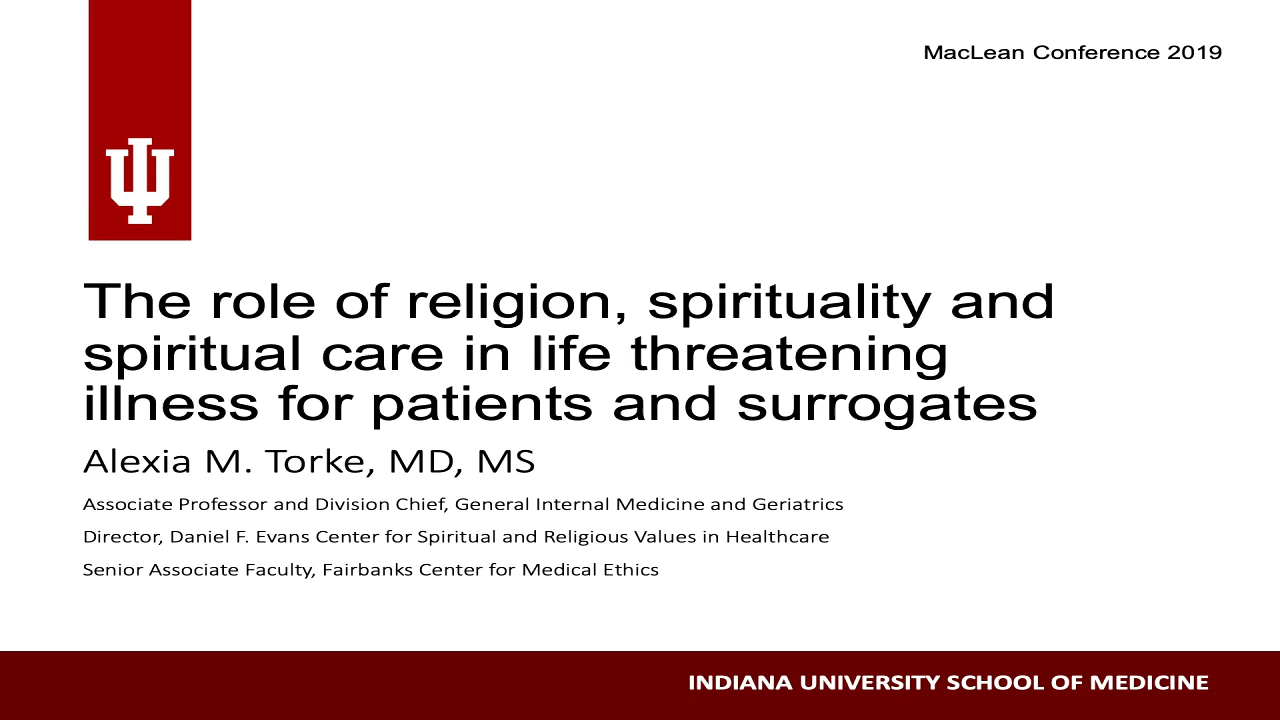 MacLean Conference 2019
The role of religion, spirituality and
spiritual care in life threatening
illness for patients and surrogates
Alexia M. Torke, MD, MS
Associate Professor and Division Chief, General Internal Medicine and Geriatrics
Director, Daniel F. Evans Center for Spiritual and Religious Values in Healthcare
Senior Associate Faculty, Fairbanks Center for Medical Ethics
INDIANA UNIVERSITY SCHOOL OF MEDICINE